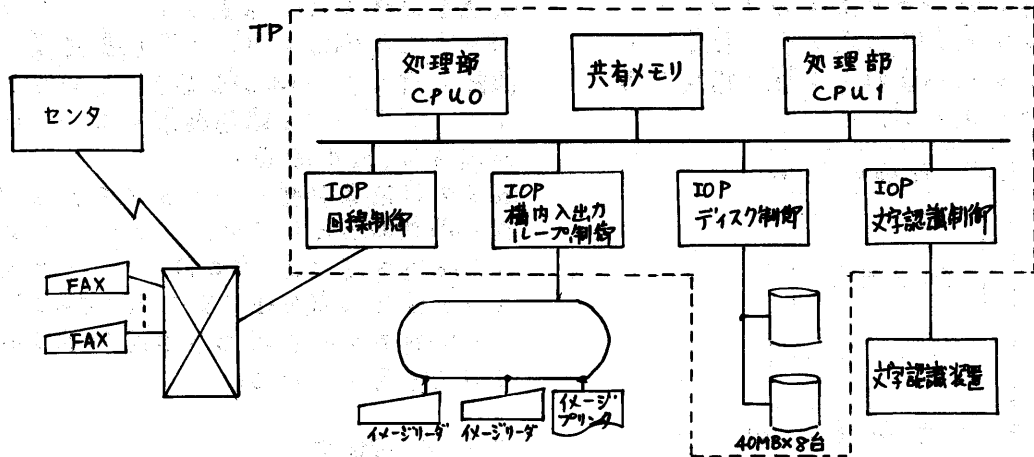 TP
処理部
CPU0
共有メモリ
処理部
CPU1
センタ
IOP
回線制御
IOP
構内入出力
ループ制御
IOP
ディスク制御
IOP
文字認識制御
FAX
FAX
イメージリーダ
イメージリーダ
イメージ
プリンタ
40MB×8台
文字認識装置